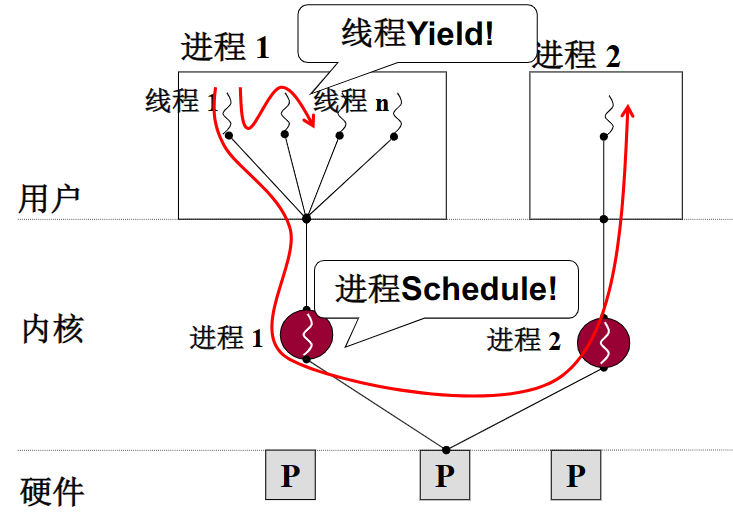 线程Yield!
进程 1
进程 2
线程 1
线程 n
用户
进程Schedule!
内核
进程 1
进程 2
P
P
P
硬件